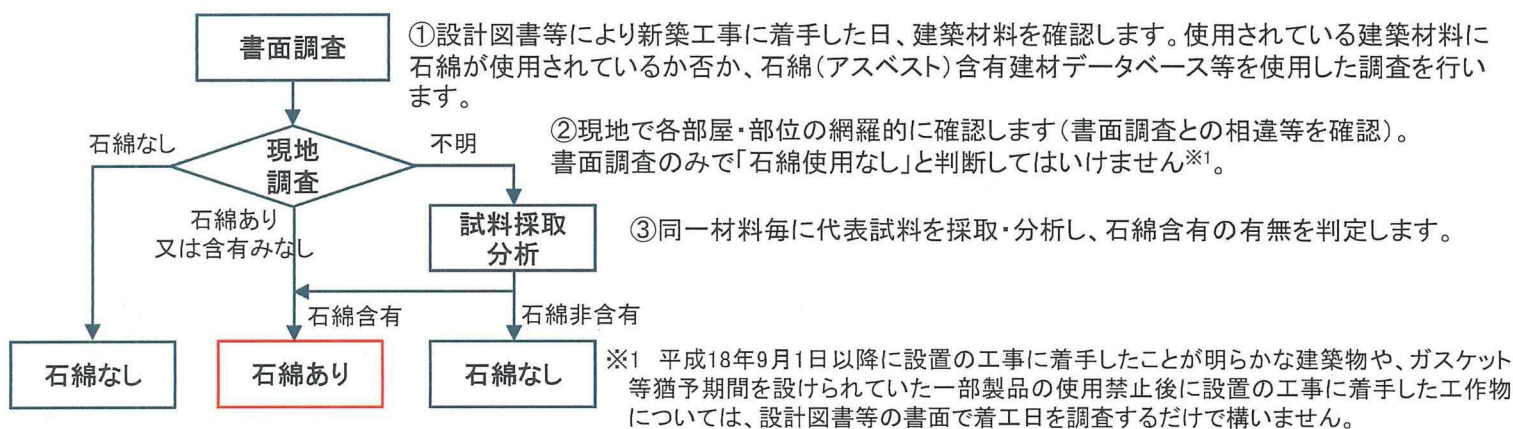 書面調査
①設計図書等により新築工事に着手した日、建築材料を確認します。使用されている建築材料に
石綿が使用されているか否か、石綿(アスベスト)含有建材データベース等を使用した調査を行い
ます。
石綿なし
現地
調査
不明
②現地で各部屋・部位の網羅的に確認します(書面調査との相違等を確認)。
書面調査のみで「石綿使用なし」と判断してはいけません※1。
石綿あり
又は含有みなし
試料採取
分析
③同一材料毎に代表試料を採取・分析し、石綿含有の有無を判定します。
石綿含有
石綿非含有
石綿なし
石綿あり
石綿なし
※1 平成18年9月1日以降に設置の工事に着手したことが明らかな建築物や、ガスケット
等猶予期間を設けられていた一部製品の使用禁止後に設置の工事に着手した工作物
については、設計図書等の書面で着工日を調査するだけで構いません。